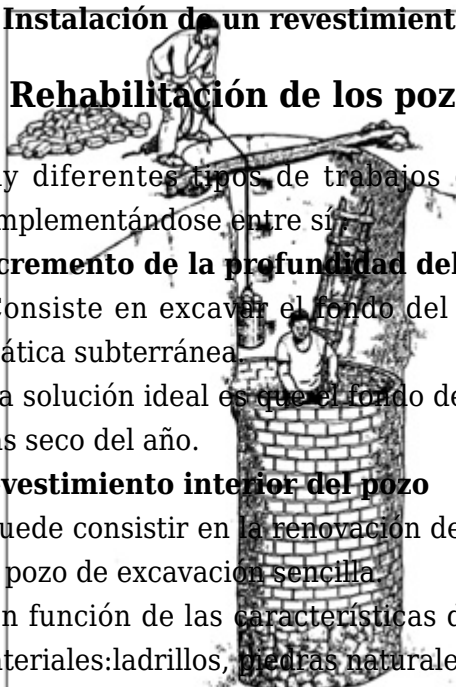 Instalación de un revestimient
Rehabilitación de los poz
y diferentes tipos de trabajos
mplementándose entre sí :
cremento de la profundidad del
Consiste en excavar el fondo del
ática subterránea.
a solución ideal es que el fondo de
ás seco del año.
vestimiento interior del pozo
uede consistir en la renovación de
pozo de excavación sencilla.
n función de las características d
ateriales:ladrillos, piedras naturale